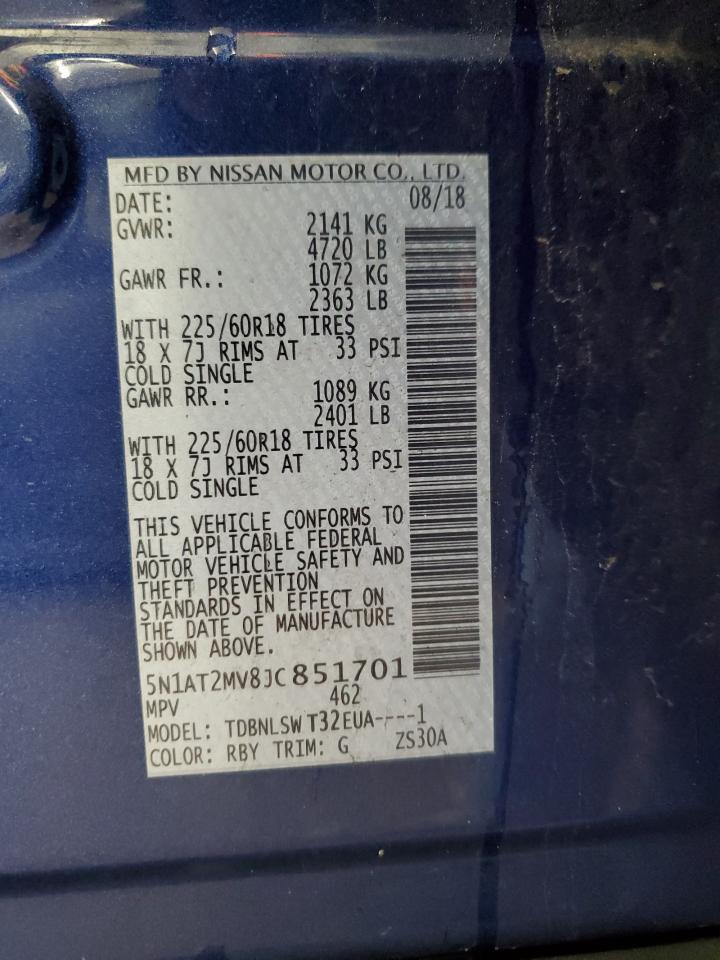 MFD BY NISSAN MOTOR CO., LTD.
DATE: 08/18
GVWR: 2141 KG
4720 LB
GAWR FR.: 1072 KG
2363 LB
WITH 225/60R18 TIRES
18 X 7J RIMS AT 33 PSI
COLD SINGLE
GAWR RR.: 1089 KG
2401 LB
WITH 225/60R18 TIRES
18 X 7J RIMS AT 33 PSI
COLD SINGLE
THIS VEHICLE CONFORMS TO
ALL APPLICABLE FEDERAL
MOTOR VEHICLE SAFETY AND
THEFT PREVENTION
STANDARDS IN EFFECT ON
THE DATE OF MANUFACTURE
SHOWN ABOVE.
5N1AT2MV8JC851701
MPV 462
MODEL: TDBNLSW T32EUA----1
COLOR: RBY TRIM: G ZS30A